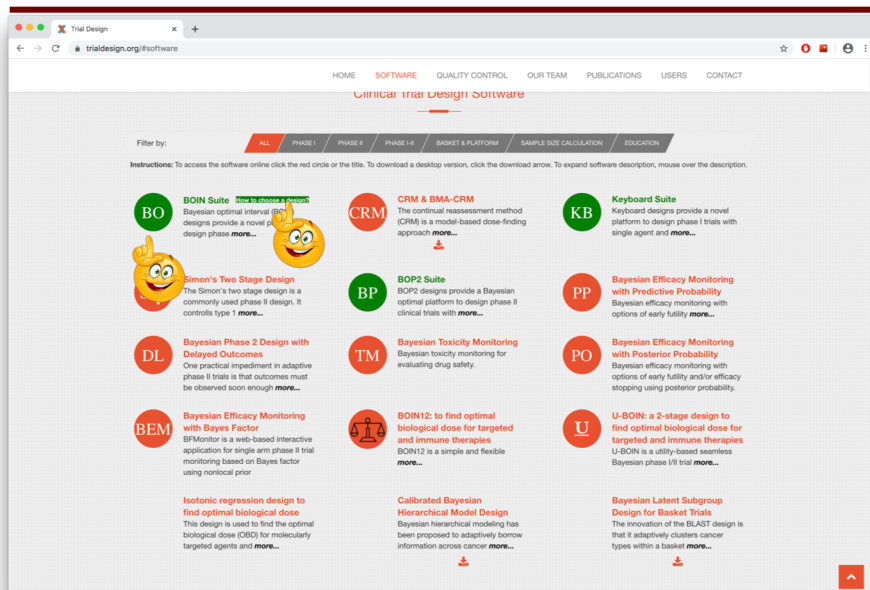 Trial Design
trialdesign.org/#software
HOME SOFTWARE QUALITY CONTROL OUR TEAM PUBLICATIONS USERS CONTACT
Clinical Trial Design Software
Filter by: ALL PHASE I PHASE II PHASE I-II BASKET & PLATFORM SAMPLE SIZE CALCULATION EDUCATION
Instructions: To access the software online click the red circle or the title. To download a desktop version, click the download arrow. To expand software description, mouse over the description.
BO
BOIN Suite How to choose a design?
Bayesian optimal interval
designs provide a novel
design phase more...
CRM
CRM & BMA-CRM
The continual reassessment method
(CRM) is a model-based dose-finding
approach more...
KB
Keyboard Suite
Keyboard designs provide a novel
platform to design phase I trials with
single agent and more...
Simon's Two Stage Design
The Simon's two stage design is a
commonly used phase II design. It
controlls type 1 more...
BP
BOP2 Suite
BOP2 designs provide a Bayesian
optimal platform to design phase II
clinical trials with more...
PP
Bayesian Efficacy Monitoring
with Predictive Probability
Bayesian efficacy monitoring with
options of early futility more...
DL
Bayesian Phase 2 Design with
Delayed Outcomes
One practical impediment in adaptive
phase II trials is that outcomes must
be observed soon enough more...
TM
Bayesian Toxicity Monitoring
Bayesian toxicity monitoring for
evaluating drug safety.
PO
Bayesian Efficacy Monitoring
with Posterior Probability
Bayesian efficacy monitoring with
options of early futility and/or efficacy
stopping using posterior probability.
BEM
Bayesian Efficacy Monitoring
with Bayes Factor
BFMonitor is a web-based interactive
application for single arm phase II trial
monitoring based on Bayes factor
using nonlocal prior
BOIN12: to find optimal
biological dose for targeted
and immune therapies
BOIN12 is a simple and flexible
more...
U
U-BOIN: a 2-stage design to
find optimal biological dose for
targeted and immune therapies
U-BOIN is a utility-based seamless
Bayesian phase I/II trial more...
Isotonic regression design to
find optimal biological dose
This design is used to find the optimal
biological dose (OBD) for molecularly
targeted agents and more...
Calibrated Bayesian
Hierarchical Model Design
Bayesian hierarchical modeling has
been proposed to adaptively borrow
information across cancer more...
Bayesian Latent Subgroup
Design for Basket Trials
The innovation of the BLAST design is
that it adaptively clusters cancer
types within a basket more...